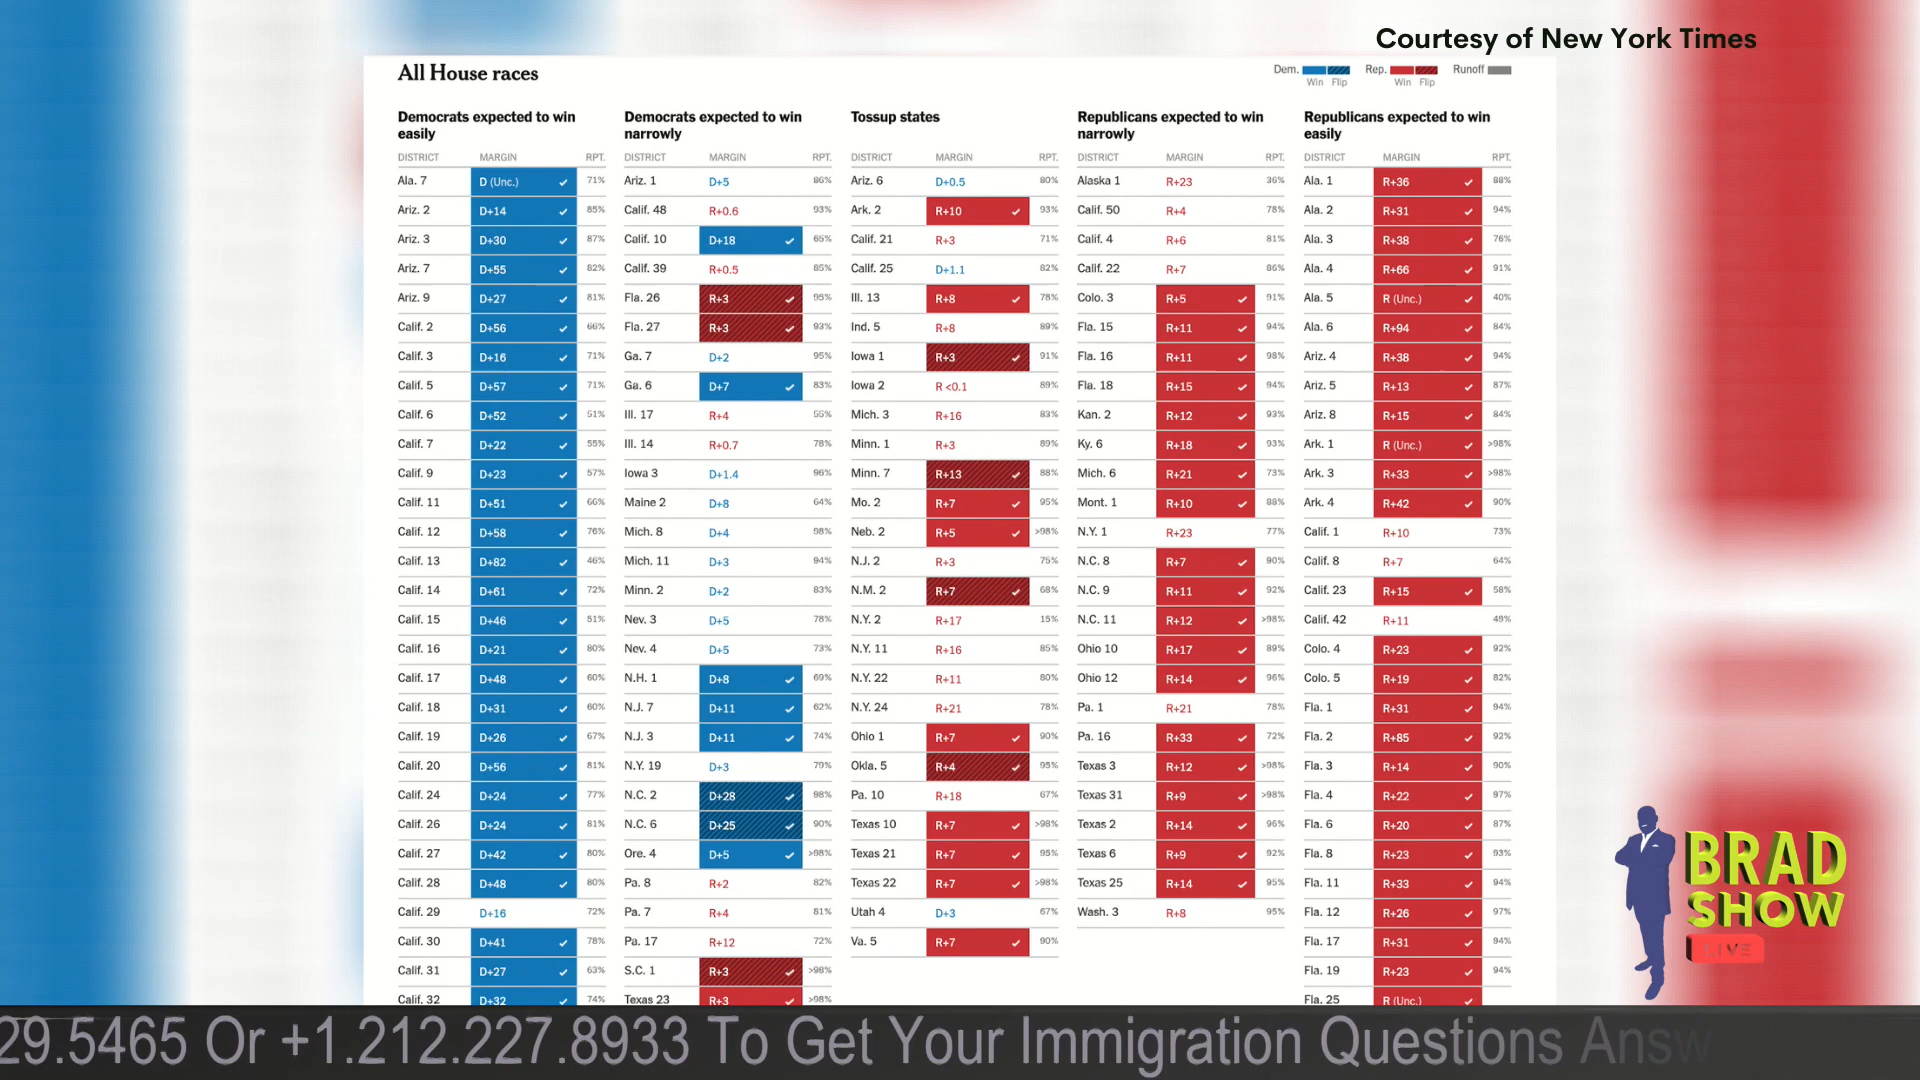 Courtesy of New York Times
All House races
Dem. Rep. Runoff
Win Flip Win Flip
Democrats expected to win easily
DISTRICT MARGIN RPT.
Ala. 7 D (Unc.) 71%
Ariz. 2 D+14 85%
Ariz. 3 D+30 87%
Ariz. 7 D+55 82%
Ariz. 9 D+27 81%
Calif. 2 D+56 66%
Calif. 3 D+16 71%
Calif. 5 D+57 71%
Calif. 6 D+52 51%
Calif. 7 D+22 55%
Calif. 9 D+23 57%
Calif. 11 D+51 66%
Calif. 12 D+58 76%
Calif. 13 D+82 46%
Calif. 14 D+61 72%
Calif. 15 D+46 51%
Calif. 16 D+21 80%
Calif. 17 D+48 60%
Calif. 18 D+31 60%
Calif. 19 D+26 67%
Calif. 20 D+56 81%
Calif. 24 D+24 77%
Calif. 26 D+24 81%
Calif. 27 D+42 80%
Calif. 28 D+48 80%
Calif. 29 D+16 72%
Calif. 30 D+41 78%
Calif. 31 D+27 63%
Calif. 32 D+32 74%
Democrats expected to win narrowly
DISTRICT MARGIN RPT.
Ariz. 1 D+5 86%
Calif. 48 R+0.6 93%
Calif. 10 D+18 65%
Calif. 39 R+0.5 85%
Fla. 26 R+3 95%
Fla. 27 R+3 93%
Ga. 7 D+2 95%
Ga. 6 D+7 83%
Ill. 17 R+4 55%
Ill. 14 R+0.7 78%
Iowa 3 D+1.4 96%
Maine 2 D+8 64%
Mich. 8 D+4 98%
Mich. 11 D+3 94%
Minn. 2 D+2 83%
Nev. 3 D+5 78%
Nev. 4 D+5 73%
N.H. 1 D+8 69%
N.J. 7 D+11 62%
N.J. 3 D+11 74%
N.Y. 19 D+3 79%
N.C. 2 D+28 98%
N.C. 6 D+25 90%
Ore. 4 D+5 >98%
Pa. 8 R+2 82%
Pa. 7 R+4 81%
Pa. 17 R+12 72%
S.C. 1 R+3 >98%
Texas 23 R+3 >98%
Tossup states
DISTRICT MARGIN RPT.
Ariz. 6 D+0.5 80%
Ark. 2 R+10 93%
Calif. 21 R+3 71%
Calif. 25 D+1.1 82%
Ill. 13 R+8 78%
Ind. 5 R+8 89%
Iowa 1 R+3 91%
Iowa 2 R <0.1 89%
Mich. 3 R+16 83%
Minn. 1 R+3 89%
Minn. 7 R+13 88%
Mo. 2 R+7 95%
Neb. 2 R+5 >98%
N.J. 2 R+3 75%
N.M. 2 R+7 68%
N.Y. 2 R+17 15%
N.Y. 11 R+16 85%
N.Y. 22 R+11 80%
N.Y. 24 R+21 78%
Ohio 1 R+7 90%
Okla. 5 R+4 95%
Pa. 10 R+18 67%
Texas 10 R+7 >98%
Texas 21 R+7 95%
Texas 22 R+7 >98%
Utah 4 D+3 67%
Va. 5 R+7 90%
Republicans expected to win narrowly
DISTRICT MARGIN RPT.
Alaska 1 R+23 36%
Calif. 50 R+4 78%
Calif. 4 R+6 81%
Calif. 22 R+7 86%
Colo. 3 R+5 91%
Fla. 15 R+11 94%
Fla. 16 R+11 98%
Fla. 18 R+15 94%
Kan. 2 R+12 93%
Ky. 6 R+18 93%
Mich. 6 R+21 73%
Mont. 1 R+10 88%
N.Y. 1 R+23 77%
N.C. 8 R+7 90%
N.C. 9 R+11 92%
N.C. 11 R+12 >98%
Ohio 10 R+17 89%
Ohio 12 R+14 96%
Pa. 1 R+21 78%
Pa. 16 R+33 72%
Texas 3 R+12 >98%
Texas 31 R+9 >98%
Texas 2 R+14 96%
Texas 6 R+9 92%
Texas 25 R+14 95%
Wash. 3 R+8 95%
Republicans expected to win easily
DISTRICT MARGIN RPT.
Ala. 1 R+36 88%
Ala. 2 R+31 94%
Ala. 3 R+38 76%
Ala. 4 R+66 91%
Ala. 5 R (Unc.) 40%
Ala. 6 R+94 84%
Ariz. 4 R+38 94%
Ariz. 5 R+13 87%
Ariz. 8 R+15 84%
Ark. 1 R (Unc.) >98%
Ark. 3 R+33 >98%
Ark. 4 R+42 90%
Calif. 1 R+10 73%
Calif. 8 R+7 64%
Calif. 23 R+15 58%
Calif. 42 R+11 49%
Colo. 4 R+23 92%
Colo. 5 R+19 82%
Fla. 1 R+31 94%
Fla. 2 R+85 92%
Fla. 3 R+14 90%
Fla. 4 R+22 97%
Fla. 6 R+20 87%
Fla. 8 R+23 93%
Fla. 11 R+33 94%
Fla. 12 R+26 97%
Fla. 17 R+31 94%
Fla. 19 R+23 94%
Fla. 25 R (Unc.)
BRAD
SHOW
LIVE
29.5465 Or +1.212.227.8933 To Get Your Immigration Questions Answ